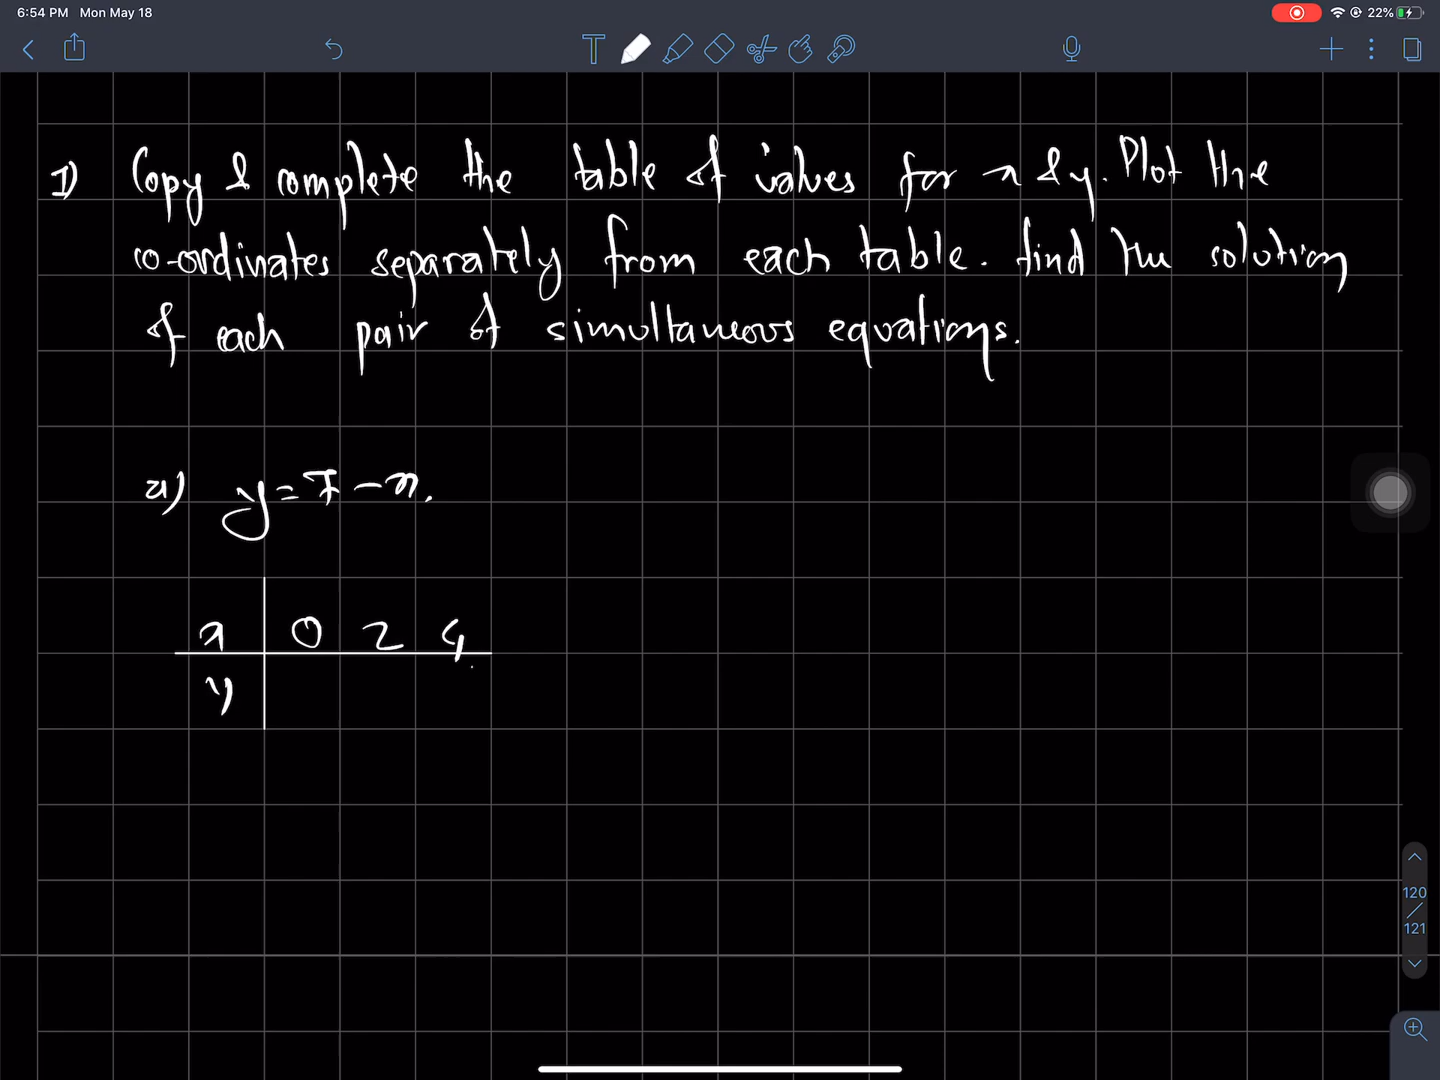 6:54 PM Mon May 18
22%
1) Copy & complete the table of values for x & y. Plot the
co-ordinates separately from each table. find the solution
of each pair of simultaneous equations.
a) y = 7 - x.
x 0 2 4
y
120
/
121